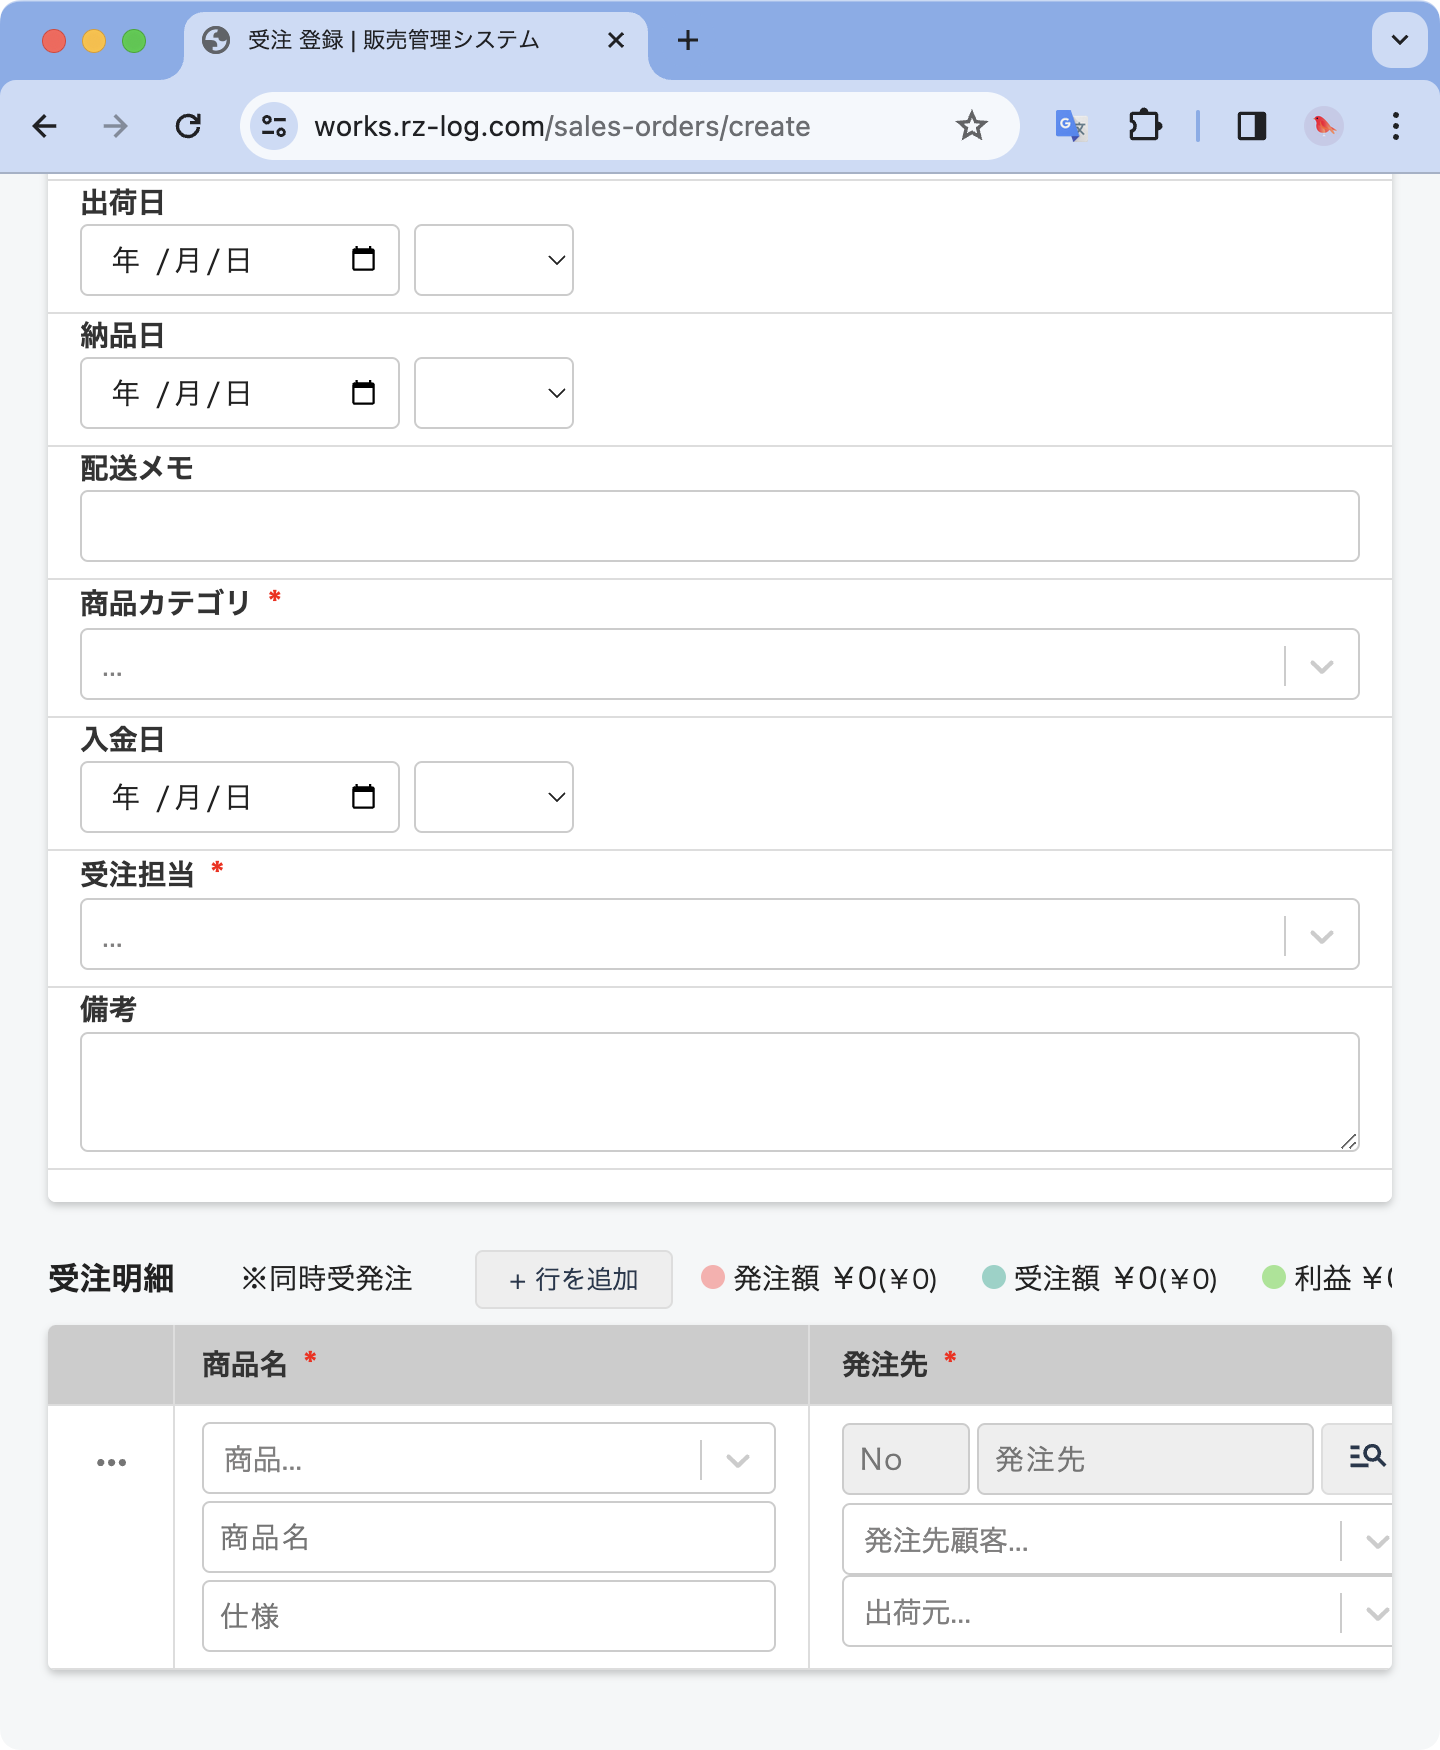 受注 登録 | 販売管理システム
works.rz-log.com/sales-orders/create
出荷日
年 /月/日
納品日
年 /月/日
配送メモ
商品カテゴリ *
...
入金日
年 /月/日
受注担当 *
...
備考
受注明細 ※同時受発注 + 行を追加 発注額 ¥0(¥0) 受注額 ¥0(¥0) 利益 ¥
商品名 * 発注先 *
商品... No 発注先
商品名 発注先顧客...
仕様 出荷元...